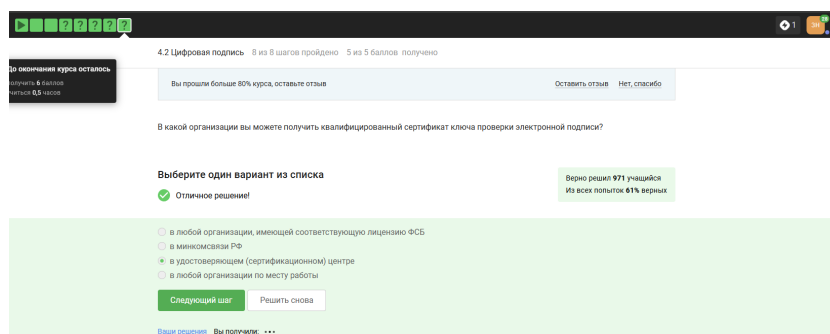 ? ? ? ? ?
1
ЗН
4.2 Цифровая подпись 8 из 8 шагов пройдено 5 из 5 баллов получено
До окончания курса осталось
получить 6 баллов
учиться 0,5 часов
Вы прошли больше 80% курса, оставьте отзыв Оставить отзыв Нет, спасибо
В какой организации вы можете получить квалифицированный сертификат ключа проверки электронной подписи?
Выберите один вариант из списка
Отличное решение!
Верно решил 971 учащийся
Из всех попыток 61% верных
в любой организации, имеющей соответствующую лицензию ФСБ
в минкомсвязи РФ
в удостоверяющем (сертификационном) центре
в любой организации по месту работы
Следующий шаг Решить снова
Ваши решения Вы получили: